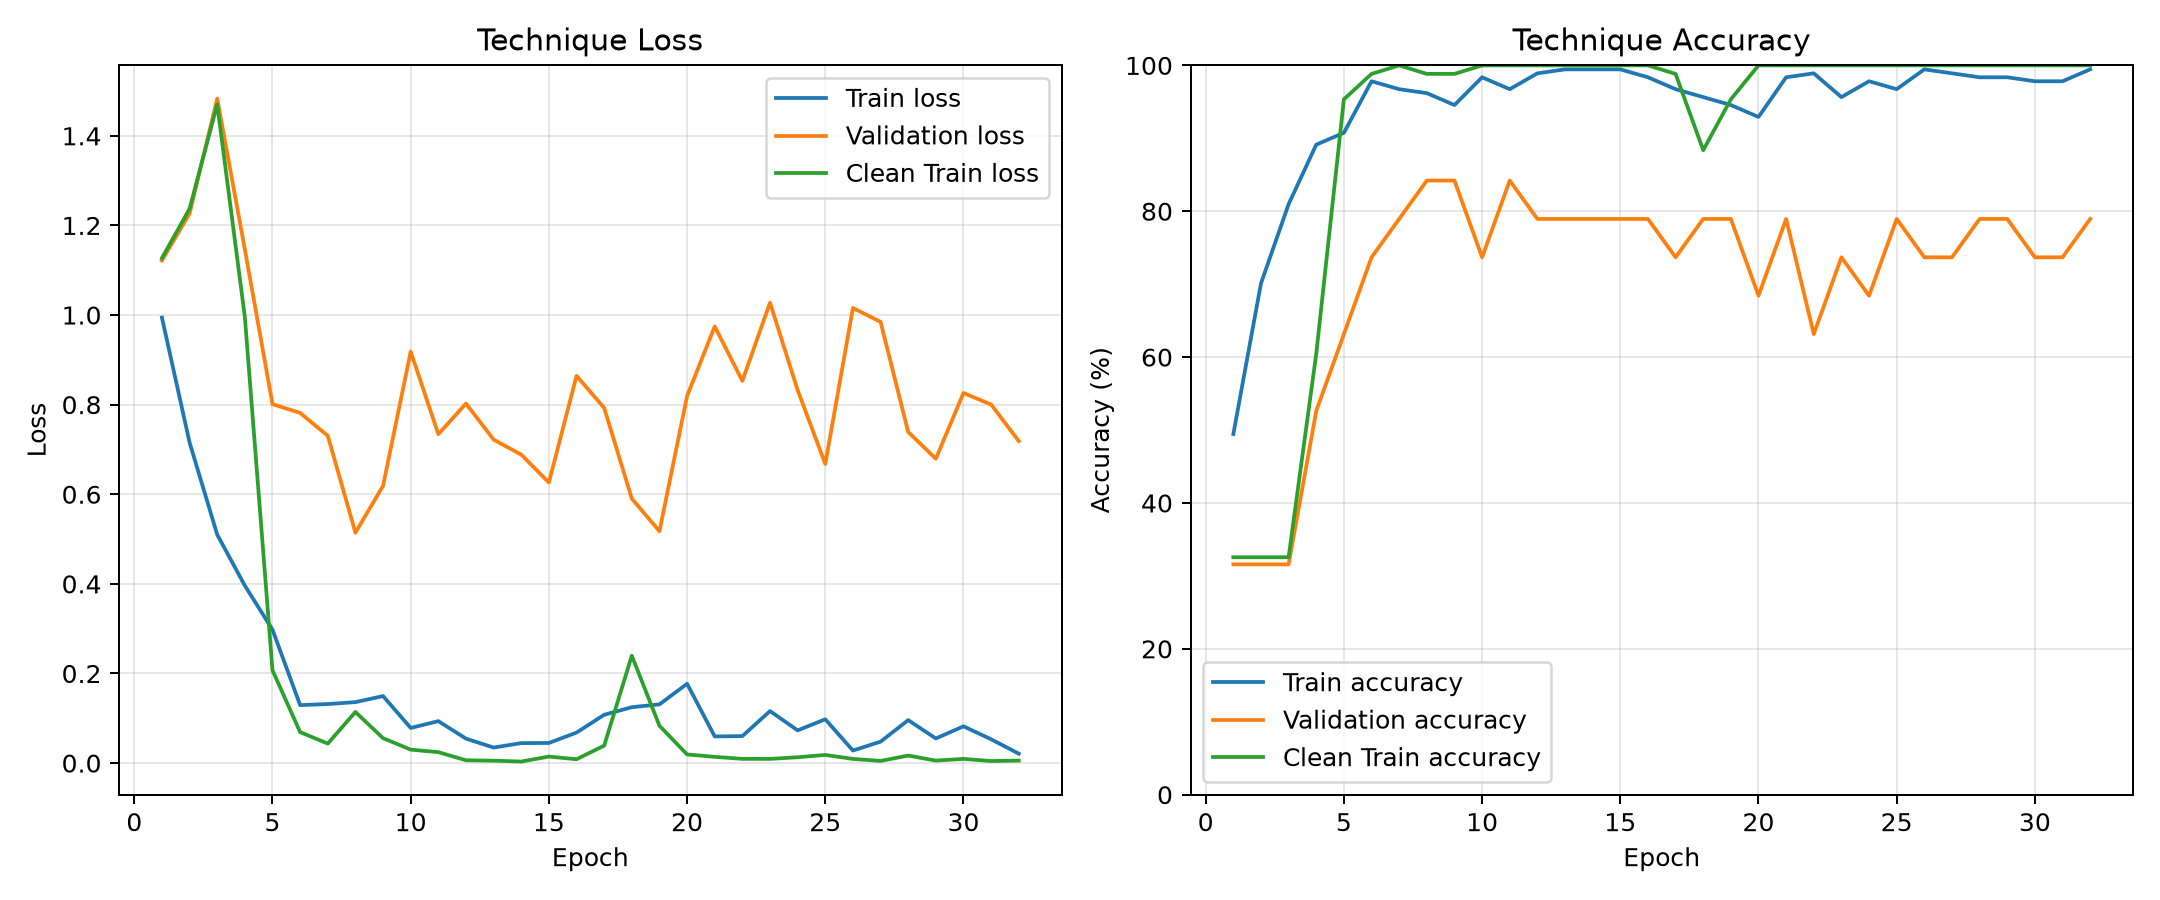 Technique Loss
Train loss
Validation loss
Clean Train loss
1.4
1.2
1.0
0.8
0.6
0.4
0.2
0.0
Loss
0 5 10 15 20 25 30
Epoch
Technique Accuracy
100
80
60
40
20
0
Accuracy (%)
Train accuracy
Validation accuracy
Clean Train accuracy
0 5 10 15 20 25 30
Epoch